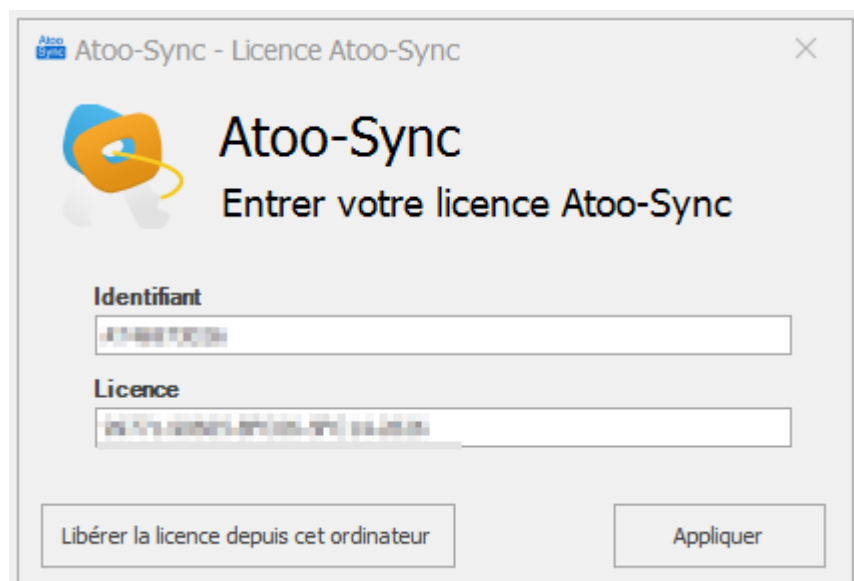 Atoo
Sync
Atoo-Sync - Licence Atoo-Sync
Atoo-Sync
Entrer votre licence Atoo-Sync
Identifiant
Licence
Libérer la licence depuis cet ordinateur
Appliquer